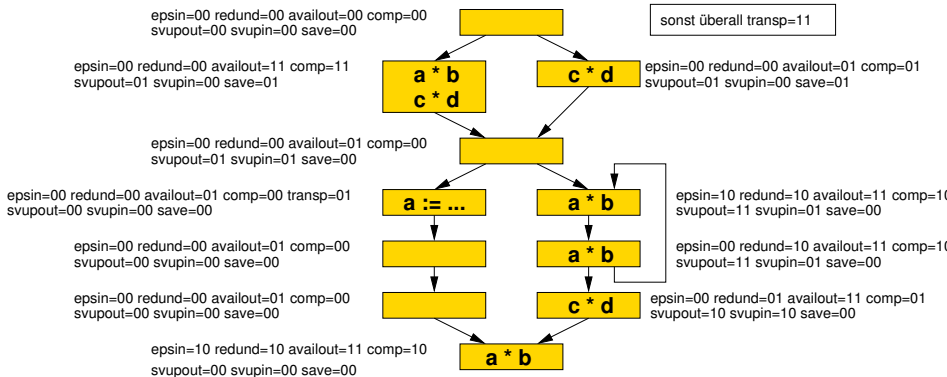 epsin=00 redund=00 availout=00 comp=00
svupout=00 svupin=00 save=00
sonst überall transp=11
epsin=00 redund=00 availout=11 comp=11
svupout=01 svupin=00 save=01
a * b
c * d
c * d
epsin=00 redund=00 availout=01 comp=01
svupout=01 svupin=00 save=01
epsin=00 redund=00 availout=01 comp=00
svupout=01 svupin=01 save=00
epsin=00 redund=00 availout=01 comp=00 transp=01
svupout=00 svupin=00 save=00
a := ...
a * b
epsin=10 redund=10 availout=11 comp=10
svupout=11 svupin=01 save=00
epsin=00 redund=00 availout=01 comp=00
svupout=00 svupin=00 save=00
a * b
epsin=00 redund=10 availout=11 comp=10
svupout=11 svupin=01 save=00
epsin=00 redund=00 availout=01 comp=00
svupout=00 svupin=00 save=00
c * d
epsin=00 redund=01 availout=11 comp=01
svupout=10 svupin=10 save=00
epsin=10 redund=10 availout=11 comp=10
svupout=00 svupin=00 save=00
a * b